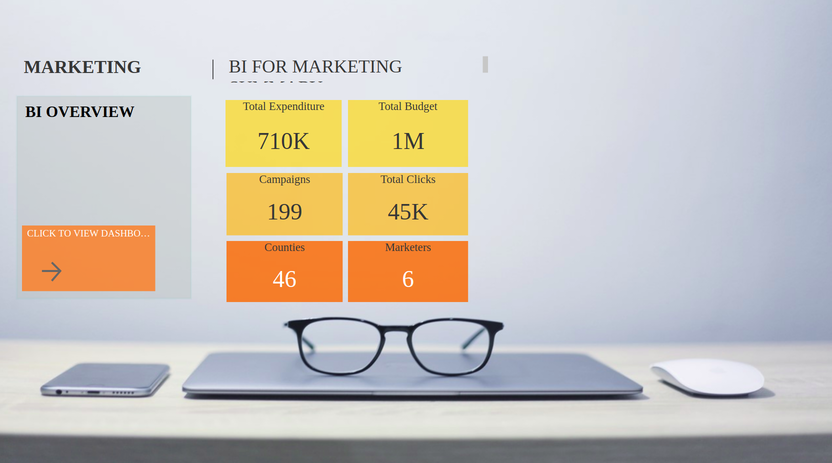 MARKETING
BI FOR MARKETING
BI OVERVIEW
CLICK TO VIEW DASHBO...
Total Expenditure
710K
Total Budget
1M
Campaigns
199
Total Clicks
45K
Counties
46
Marketers
6